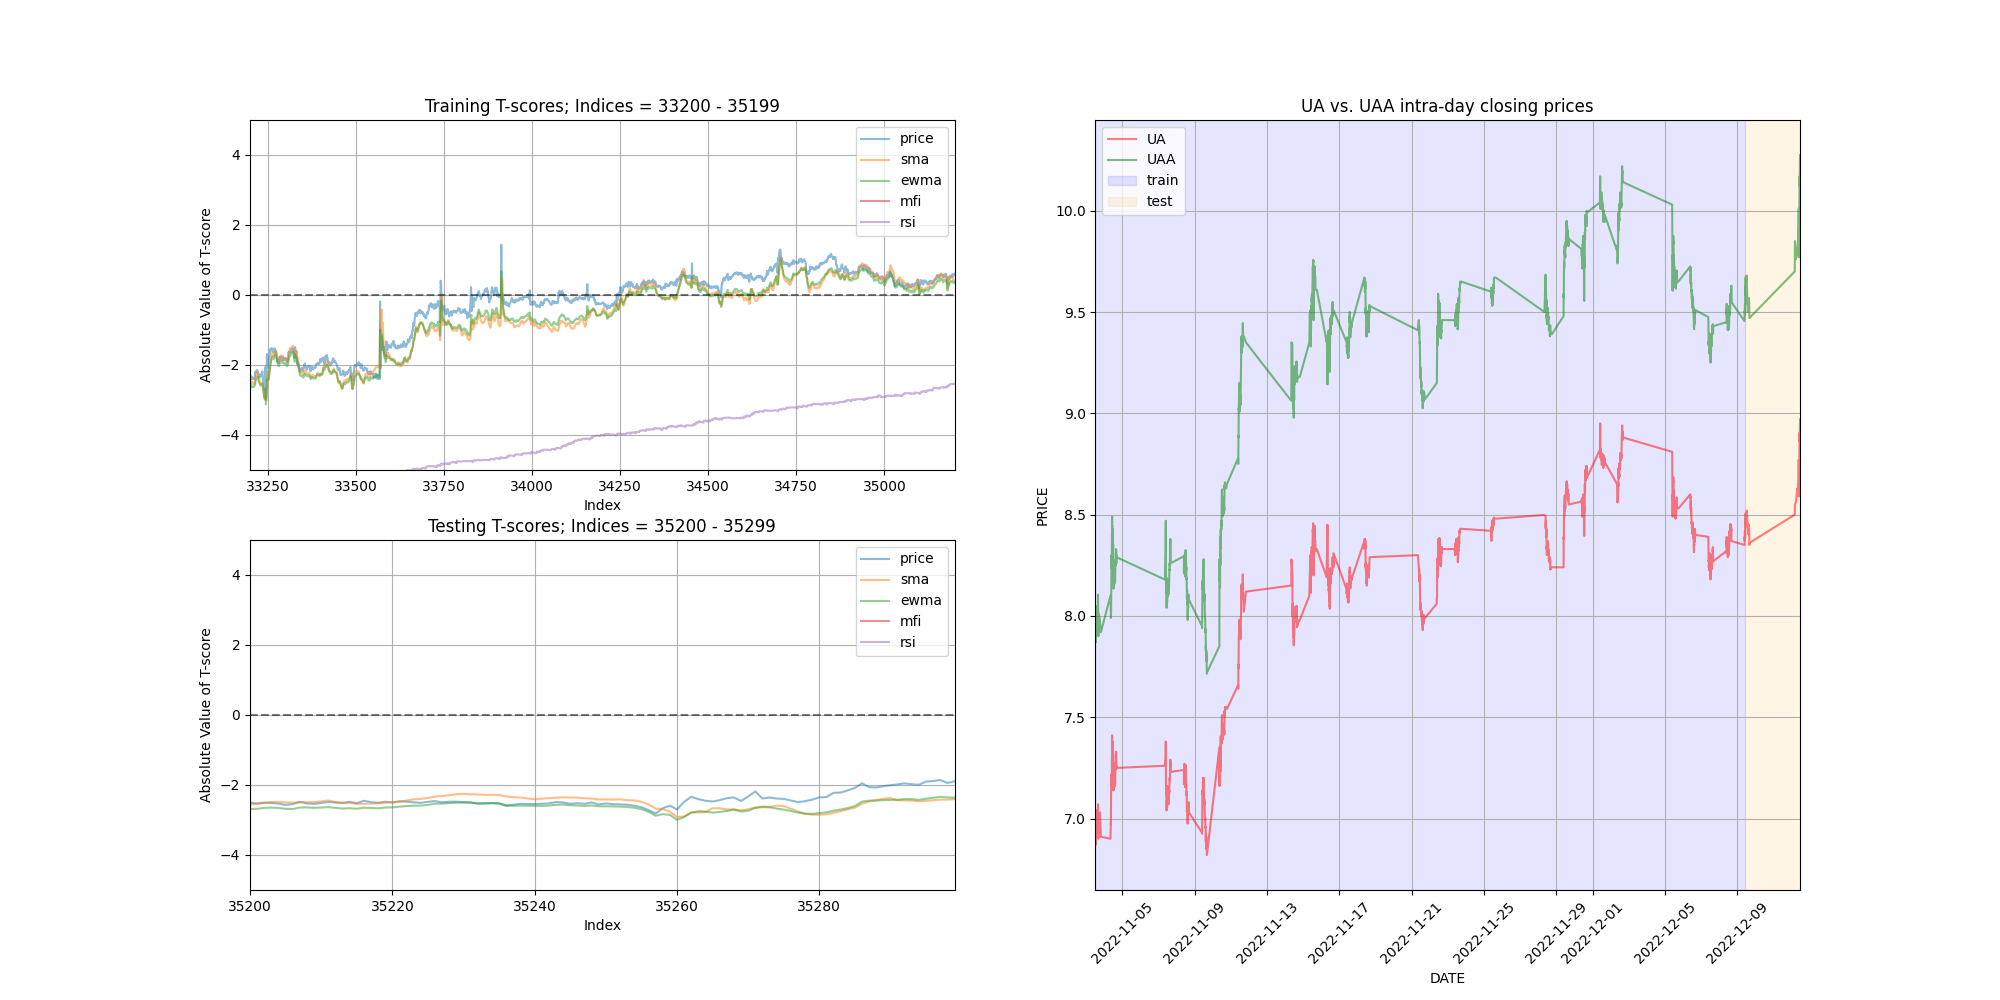 Training T-scores; Indices = 33200 - 35199
Absolute Value of T-score
4
2
0
−2
−4
price
sma
ewma
mfi
rsi
33250 33500 33750 34000 34250 34500 34750 35000
Index
Testing T-scores; Indices = 35200 - 35299
Absolute Value of T-score
4
2
0
−2
−4
price
sma
ewma
mfi
rsi
35200 35220 35240 35260 35280
Index
UA vs. UAA intra-day closing prices
PRICE
10.0
9.5
9.0
8.5
8.0
7.5
7.0
UA
UAA
train
test
2022-11-05 2022-11-09 2022-11-13 2022-11-17 2022-11-21 2022-11-25 2022-11-29 2022-12-01 2022-12-05 2022-12-09
DATE